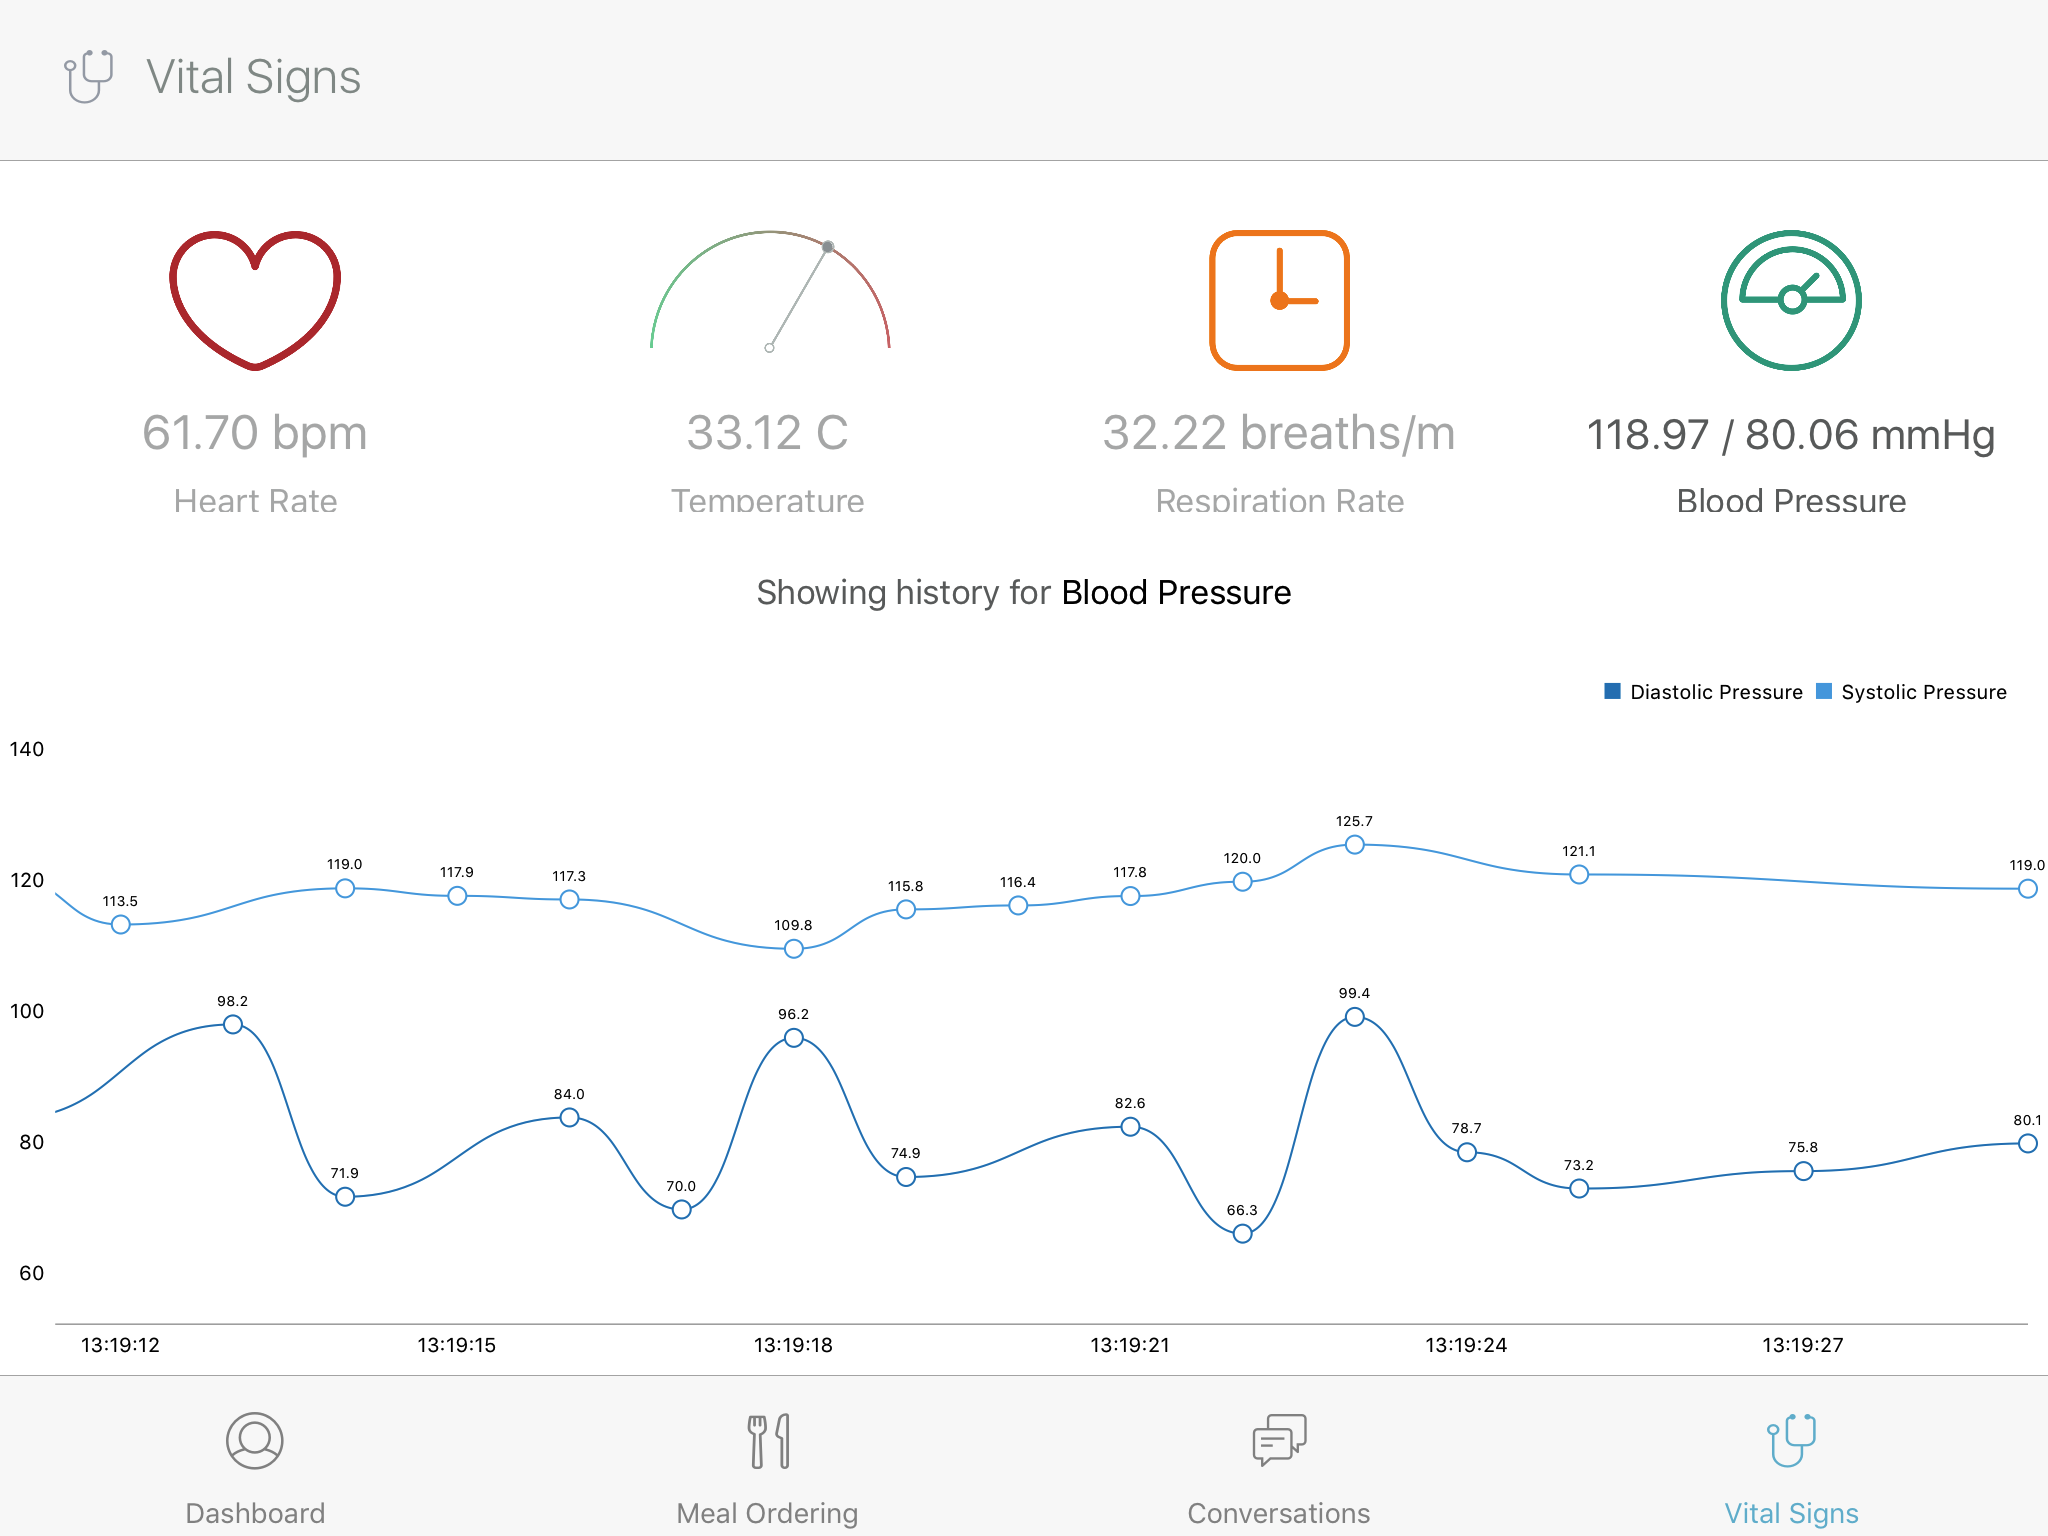 Vital Signs
61.70 bpm
33.12 C
32.22 breaths/m
118.97 / 80.06 mmHg
Heart Rate
Temperature
Respiration Rate
Blood Pressure
Showing history for Blood Pressure
Diastolic Pressure
Systolic Pressure
140
120
100
80
60
113.5
119.0
117.9
117.3
109.8
115.8
116.4
117.8
120.0
125.7
121.1
119.0
98.2
71.9
84.0
70.0
96.2
74.9
82.6
66.3
99.4
78.7
73.2
75.8
80.1
13:19:12
13:19:15
13:19:18
13:19:21
13:19:24
13:19:27
Dashboard
Meal Ordering
Conversations
Vital Signs